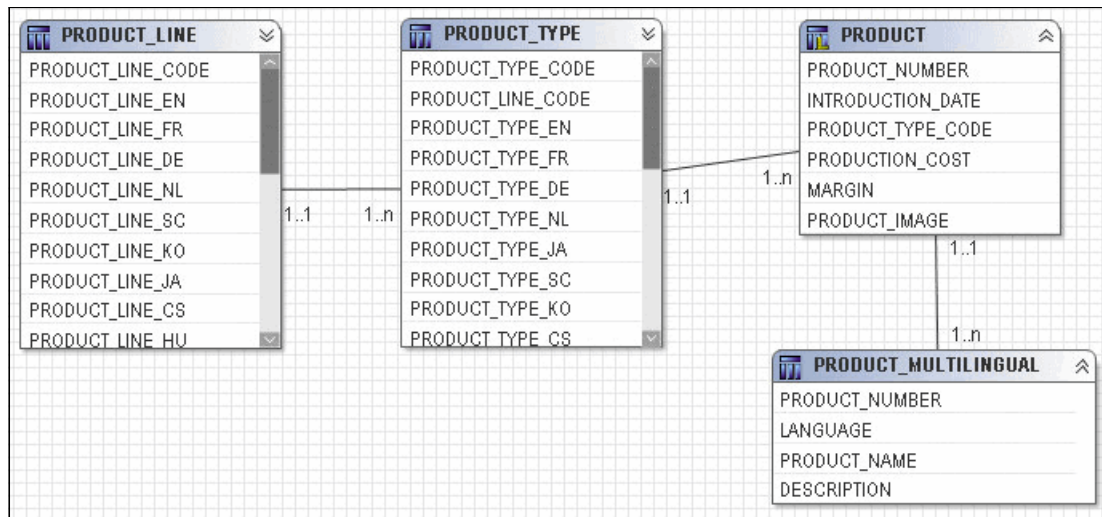 PRODUCT_LINE
PRODUCT_LINE_CODE
PRODUCT_LINE_EN
PRODUCT_LINE_FR
PRODUCT_LINE_DE
PRODUCT_LINE_NL
PRODUCT_LINE_SC
PRODUCT_LINE_KO
PRODUCT_LINE_JA
PRODUCT_LINE_CS
PRODUCT_LINE_HU
1..1
1..n
PRODUCT_TYPE
PRODUCT_TYPE_CODE
PRODUCT_LINE_CODE
PRODUCT_TYPE_EN
PRODUCT_TYPE_FR
PRODUCT_TYPE_DE
PRODUCT_TYPE_NL
PRODUCT_TYPE_JA
PRODUCT_TYPE_SC
PRODUCT_TYPE_KO
PRODUCT_TYPE_CS
1..1
1..n
PRODUCT
PRODUCT_NUMBER
INTRODUCTION_DATE
PRODUCT_TYPE_CODE
PRODUCTION_COST
MARGIN
PRODUCT_IMAGE
1..1
1..n
PRODUCT_MULTILINGUAL
PRODUCT_NUMBER
LANGUAGE
PRODUCT_NAME
DESCRIPTION